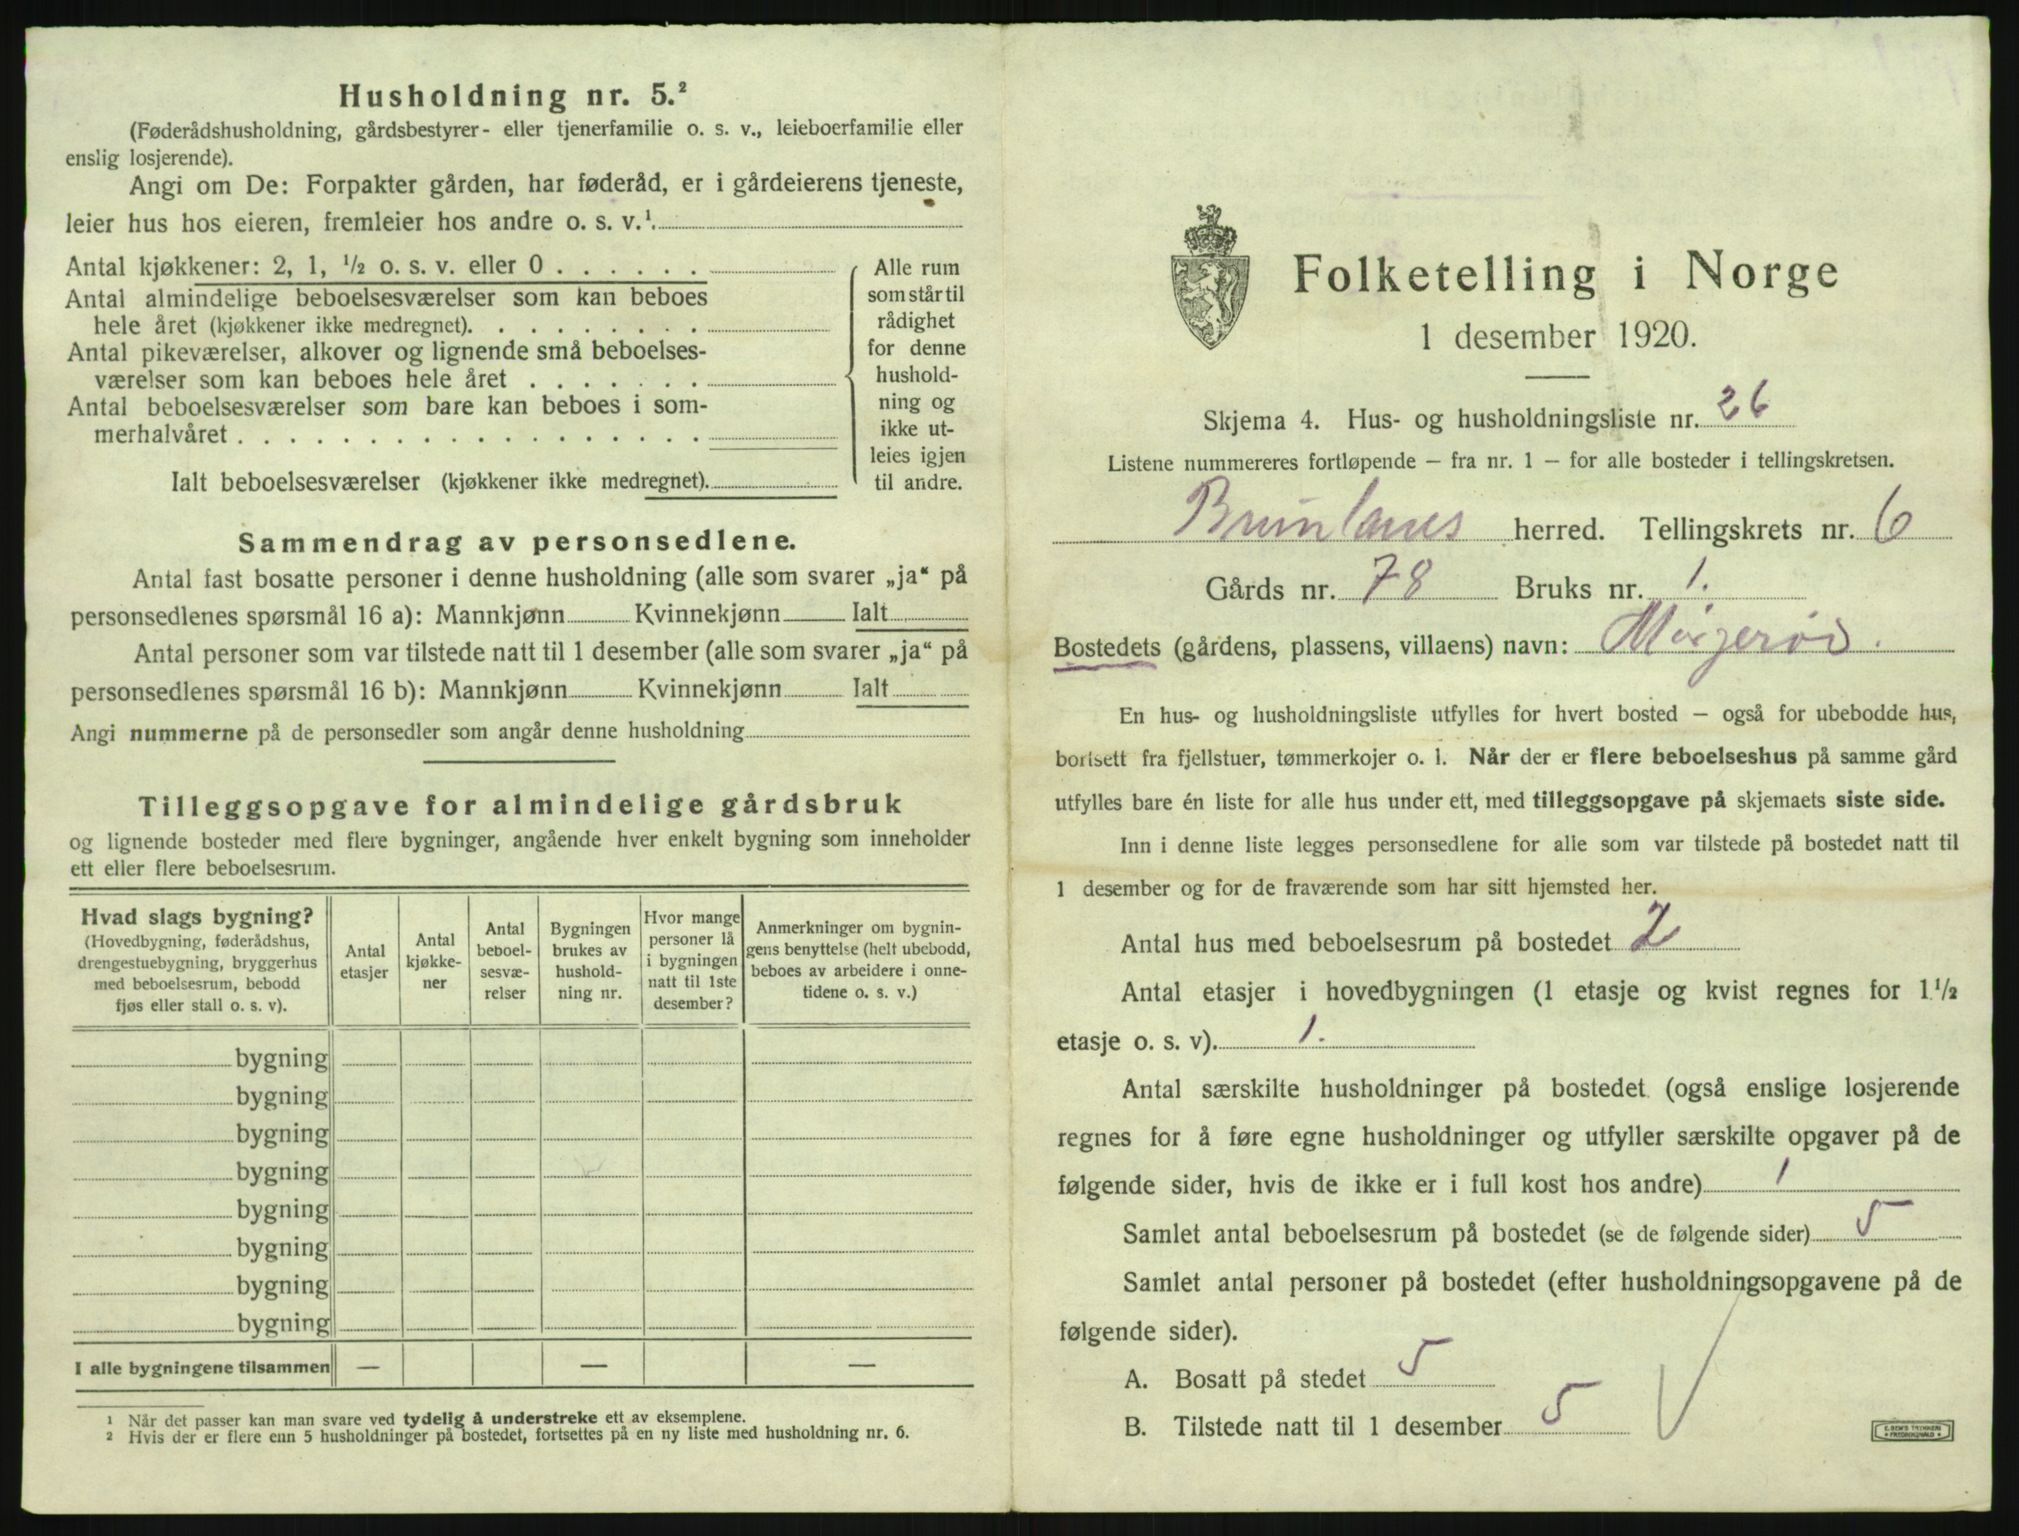 Husholdning nr. 5.²
(Føderådshusholdning, gårdsbestyrer- eller tjenerfamilie o. s. v., leieboerfamilie eller
enslig losjerende).
Angi om De: Forpakter gården, har føderåd, er i gårdeierens tjeneste,
leier hus hos eieren, fremleier hos andre o. s. v.¹.
Antal kjøkkener: 2, 1, ½ o. s. v. eller 0 . . . . . .
Antal almindelige beboelsesværelser som kan beboes
hele året (kjøkkener ikke medregnet). . . . . . . . .
Antal pikeværelser, alkover og lignende små beboelses-
værelser som kan beboes hele året . . . . . . .
Antal beboelsesværelser som bare kan beboes i som-
merhalvåret . . . . . . . . . . . . . . . . .
Ialt beboelsesværelser (kjøkkener ikke medregnet).
Alle rum
som står til
rådighet
for denne
hushold-
ning og
ikke ut-
leies igjen
til andre.
Sammendrag av personsedlene.
Antal fast bosatte personer i denne husholdning (alle som svarer „ja“ på
personsedlenes spørsmål 16 a): Mannkjønn Kvinnekjønn Ialt
Antal personer som var tilstede natt til 1 desember (alle som svarer „ja“ på
personsedlenes spørsmål 16 b): Mannkjønn Kvinnekjønn Ialt
Angi nummerne på de personsedler som angår denne husholdning
Tilleggsopgave for almindelige gårdsbruk
og lignende bosteder med flere bygninger, angående hver enkelt bygning som inneholder
ett eller flere beboelsesrum.
Hvad slags bygning?
(Hovedbygning, føderådshus,
drengestuebygning, bryggerhus
med beboelsesrum, bebodd
fjøs eller stall o. s. v).
Antal
etasjer
Antal
kjøkke-
ner
Antal
beboel-
sesvæ-
relser
Bygningen
brukes av
hushold-
ning nr.
Hvor mange
personer lå
i bygningen
natt til 1ste
desember?
Anmerkninger om bygnin-
gens benyttelse (helt ubebodd,
beboes av arbeidere i onne-
tidene o. s. v.)
bygning
bygning
bygning
bygning
bygning
bygning
bygning
bygning
I alle bygningene tilsammen — — —
¹ Når det passer kan man svare ved tydelig å understreke ett av eksemplene.
² Hvis der er flere enn 5 husholdninger på bostedet, fortsettes på en ny liste med husholdning nr. 6.
Folketelling i Norge
1 desember 1920.
Skjema 4. Hus- og husholdningsliste nr. 26
Listene nummereres fortløpende – fra nr. 1 – for alle bosteder i tellingskretsen.
Brunlanes herred. Tellingskrets nr. 6
Gårds nr. 78 Bruks nr. 1.
Bostedets (gårdens, plassens, villaens) navn:
En hus- og husholdningsliste utfylles for hvert bosted – også for ubebodde hus,
bortsett fra fjellstuer, tømmerkojer o. l. Når der er flere beboelseshus på samme gård
utfylles bare én liste for alle hus under ett, med tilleggsopgave på skjemaets siste side.
Inn i denne liste legges personsedlene for alle som var tilstede på bostedet natt til
1 desember og for de fraværende som har sitt hjemsted her.
Antal hus med beboelsesrum på bostedet 2
Antal etasjer i hovedbygningen (1 etasje og kvist regnes for 1½
etasje o. s. v). 1.
Antal særskilte husholdninger på bostedet (også enslige losjerende
regnes for å føre egne husholdninger og utfyller særskilte opgaver på de
følgende sider, hvis de ikke er i full kost hos andre) 1
Samlet antal beboelsesrum på bostedet (se de følgende sider) 5
Samlet antal personer på bostedet (efter husholdningsopgavene på de
følgende sider).
A. Bosatt på stedet 5
B. Tilstede natt til 1 desember 5